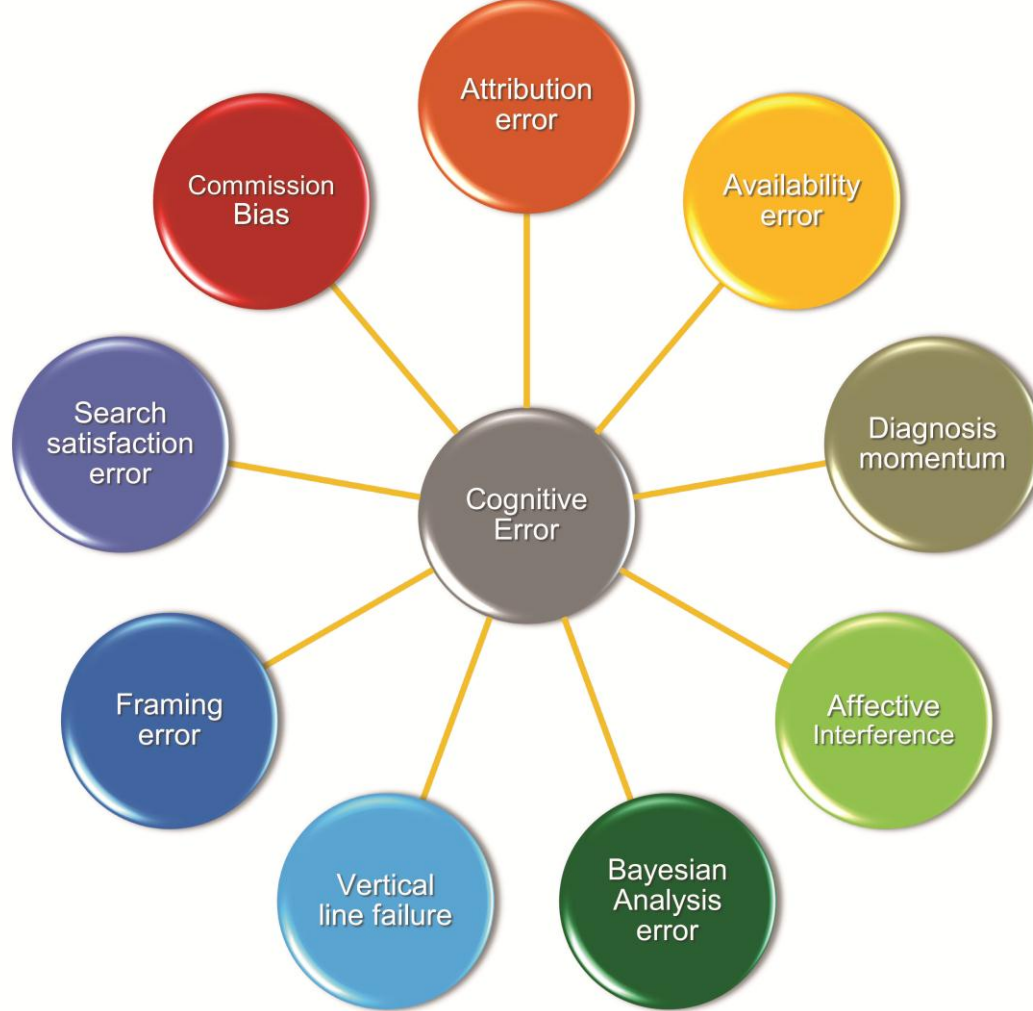 Attribution
error
Availability
error
Diagnosis
momentum
Affective
Interference
Bayesian
Analysis
error
Vertical
line failure
Framing
error
Search
satisfaction
error
Commission
Bias
Cognitive
Error